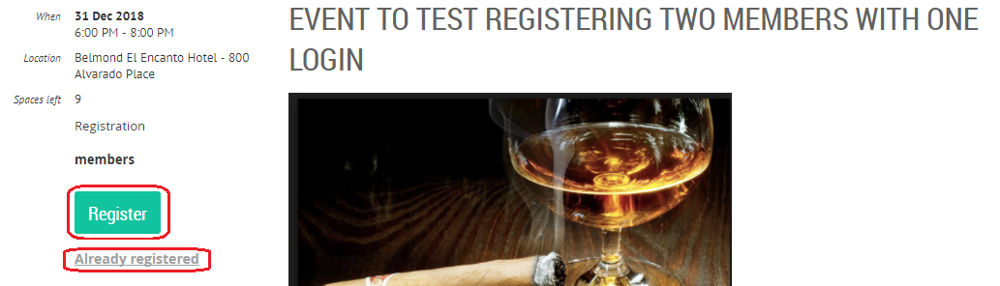 When 31 Dec 2018
6:00 PM - 8:00 PM
Location Belmond El Encanto Hotel - 800
Alvarado Place
Spaces left 9
Registration
members
Register
Already registered
EVENT TO TEST REGISTERING TWO MEMBERS WITH ONE
LOGIN